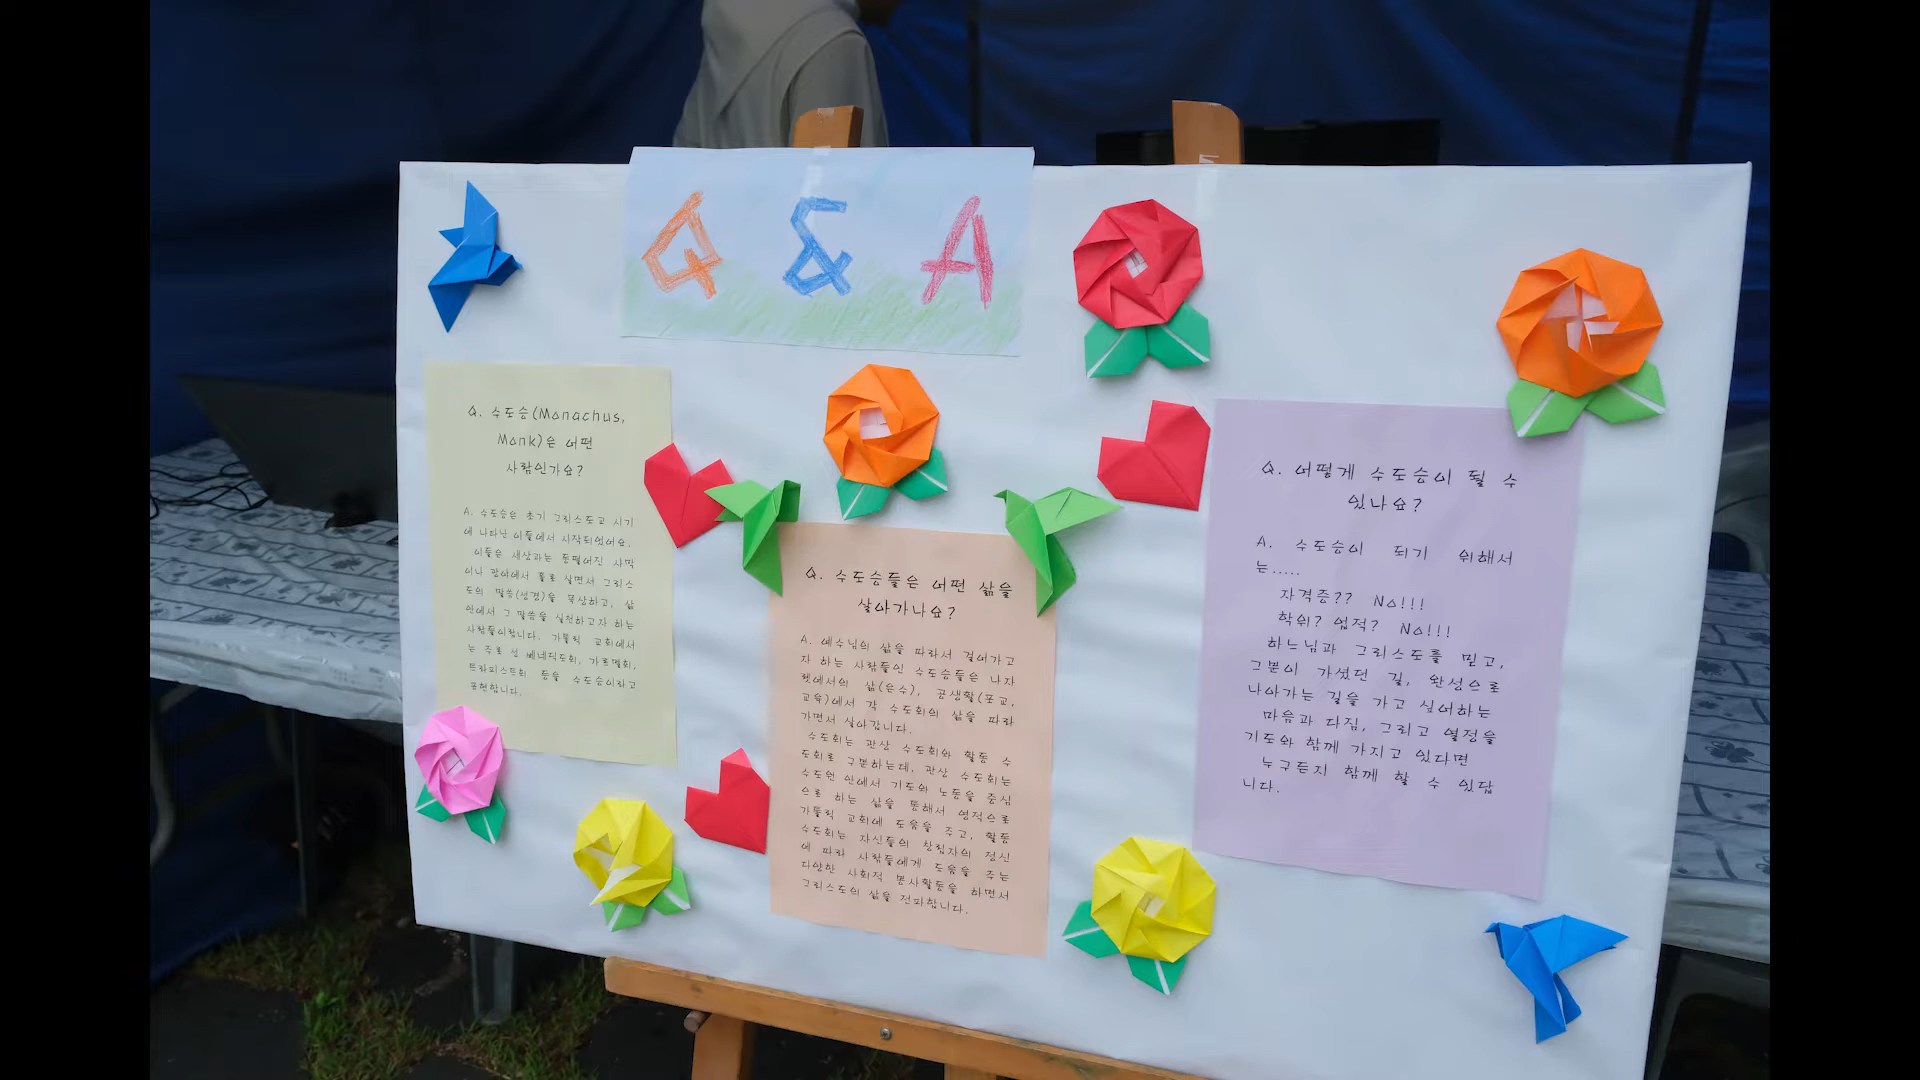 Q & A
Q. 수도승(Monachus,
Monk)은 어떤
사람인가요?
A. 수도승은 초기 그리스도교 시기
에 나타난 이들에서 시작되었어요.
이들은 세상과는 동떨어진 사막
이나 광야에서 홀로 살면서 그리스
도의 말씀(성경)을 묵상하고, 삶
안에서 그 말씀을 실천하고자 하는
사람들이랍니다. 가톨릭 교회에서
는 주로 성 베네딕도회, 가르멜회,
트라피스트회 등을 수도승이라고
표현합니다.
Q. 수도승들은 어떤 삶을
살아가나요?
A. 예수님의 삶을 따라서 걸어가고
자 하는 사람들인 수도승들은 나자
렛에서의 삶(은수), 공생활(포교,
교육)에서 각 수도회의 삶을 따라
가면서 살아갑니다.
수도회는 관상 수도회와 활동 수
도회로 구분하는데, 관상 수도회는
수도원 안에서 기도와 노동을 중심
으로 하는 삶을 통해서 영적으로
가톨릭 교회에 도움을 주고, 활동
수도회는 자신들의 창립자의 정신
에 따라 사람들에게 도움을 주는
다양한 사회적 봉사활동을 하면서
그리스도의 삶을 전파합니다.
Q. 어떻게 수도승이 될 수
있나요?
A. 수도승이 되기 위해서
는.....
자격증?? No!!!
학위? 업적? No!!!
하느님과 그리스도를 믿고,
그분이 가셨던 길, 완성으로
나아가는 길을 가고 싶어하는
마음과 다짐, 그리고 열정을
기도와 함께 가지고 있다면
누구든지 함께 할 수 있답
니다.